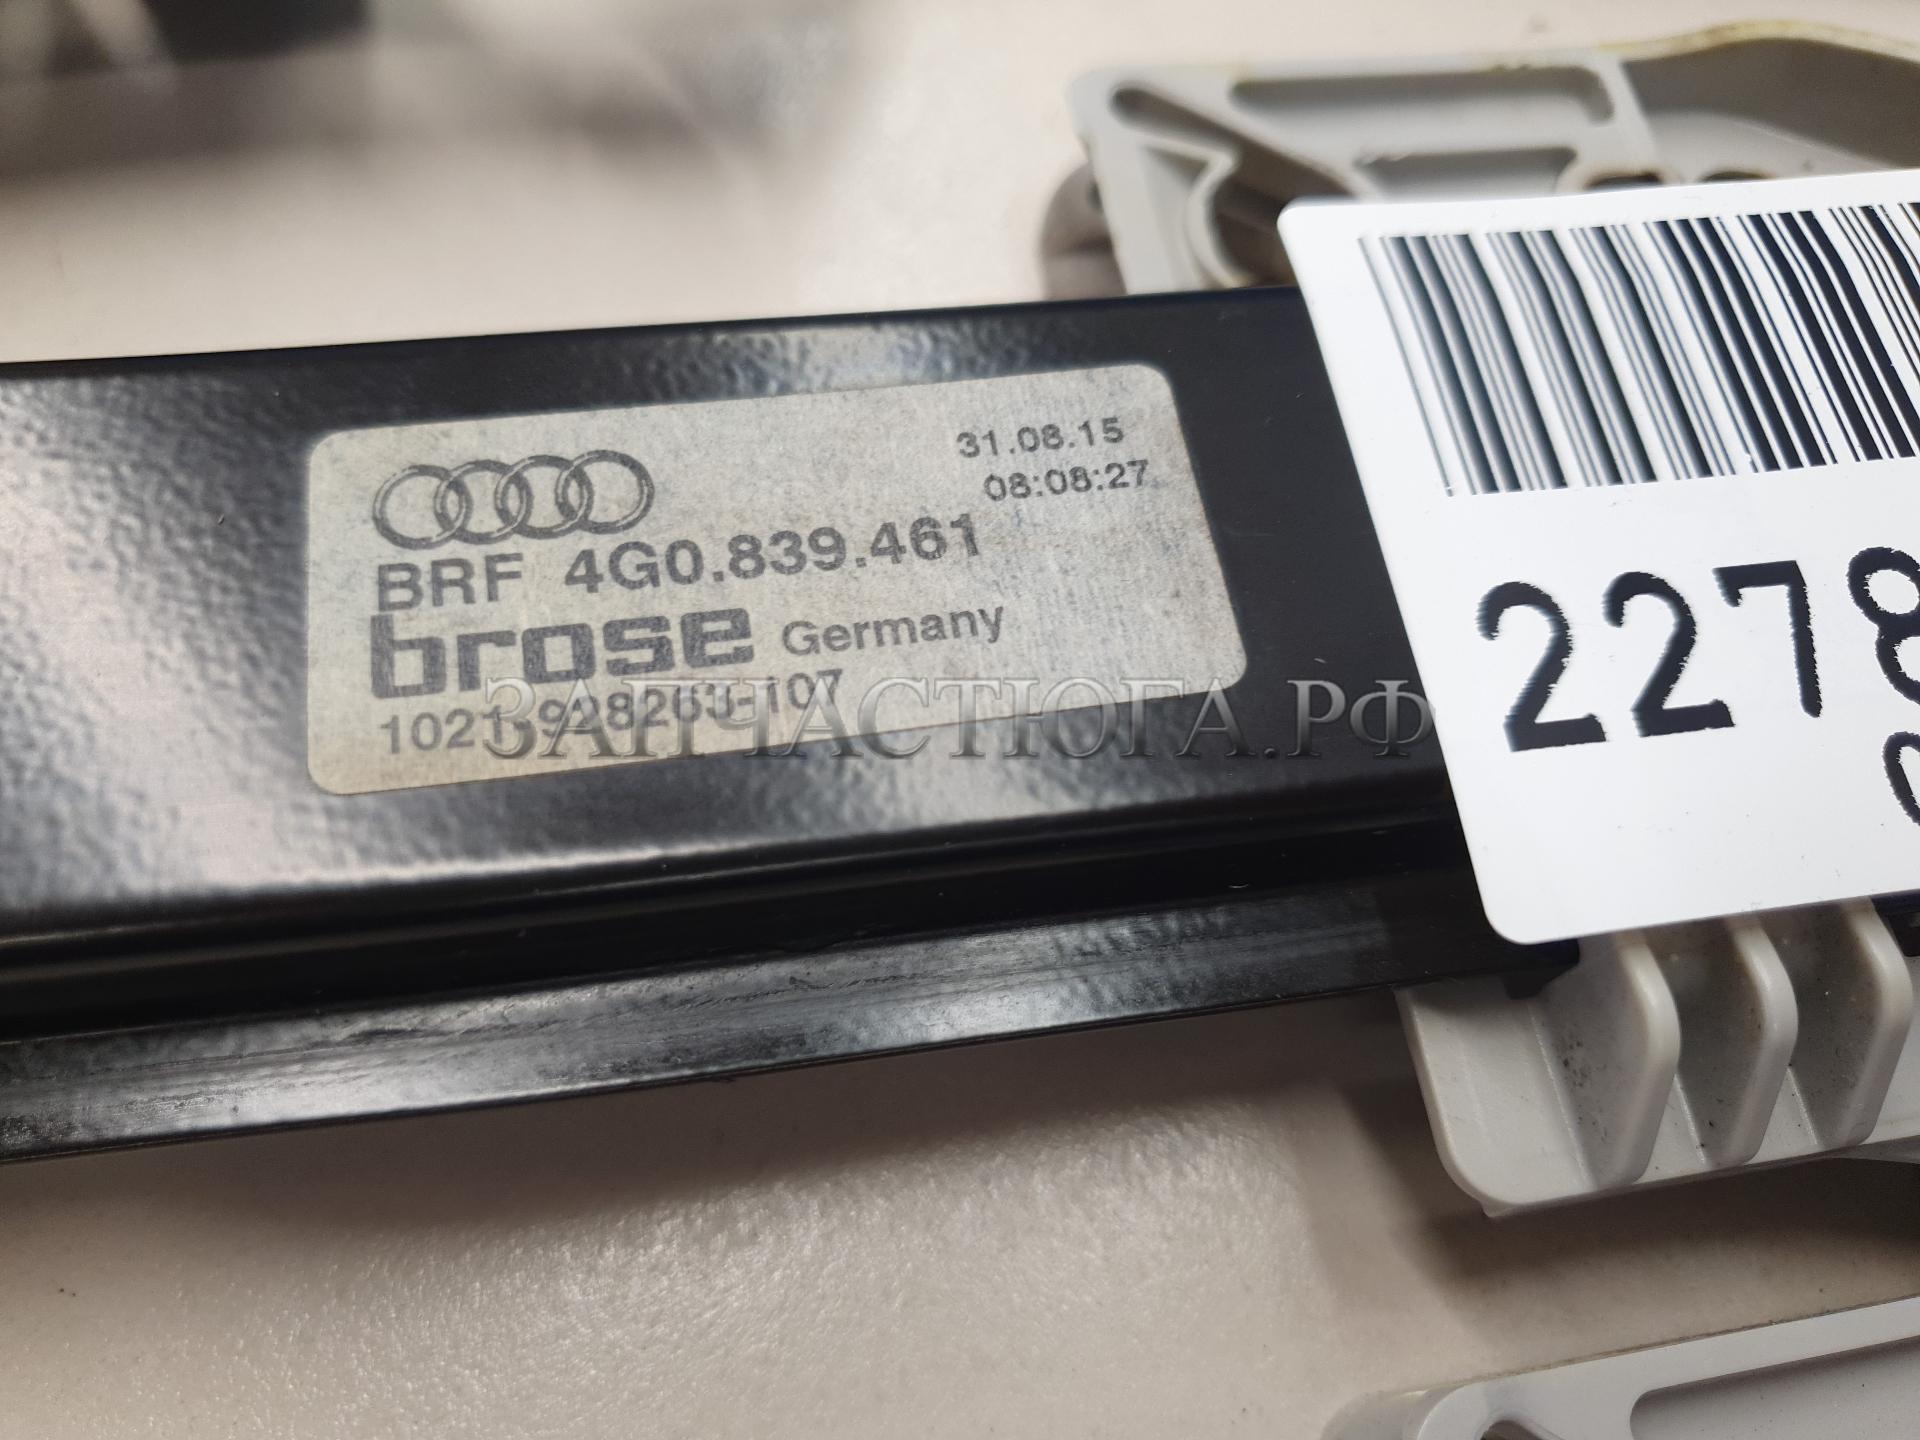 31.08.15
08:08:27
BRF 4G0.839.461
brose Germany
ЗАПЧАСТЮГА.РФ
2278